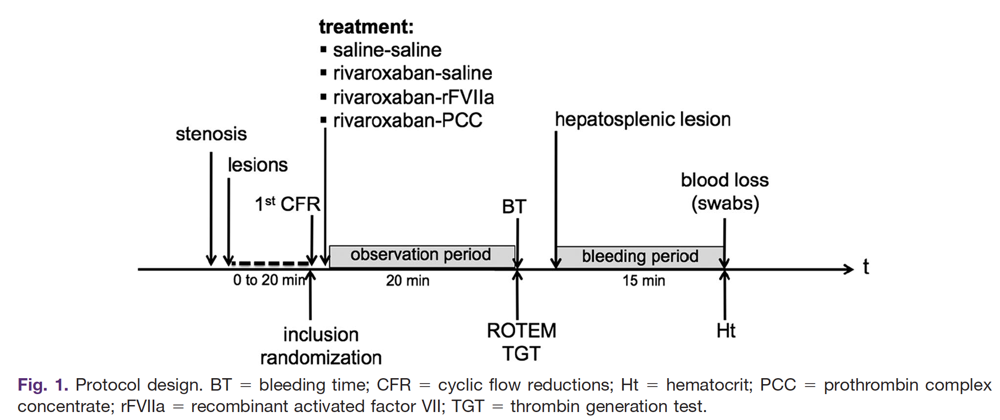 treatment:
▪ saline-saline
▪ rivaroxaban-saline
▪ rivaroxaban-rFVIIa
▪ rivaroxaban-PCC
hepatosplenic lesion
stenosis
lesions
1st CFR
BT
blood loss
(swabs)
observation period
bleeding period
t
0 to 20 min
20 min
15 min
inclusion
randomization
ROTEM
TGT
Ht
Fig. 1. Protocol design. BT = bleeding time; CFR = cyclic flow reductions; Ht = hematocrit; PCC = prothrombin complex
concentrate; rFVIIa = recombinant activated factor VII; TGT = thrombin generation test.